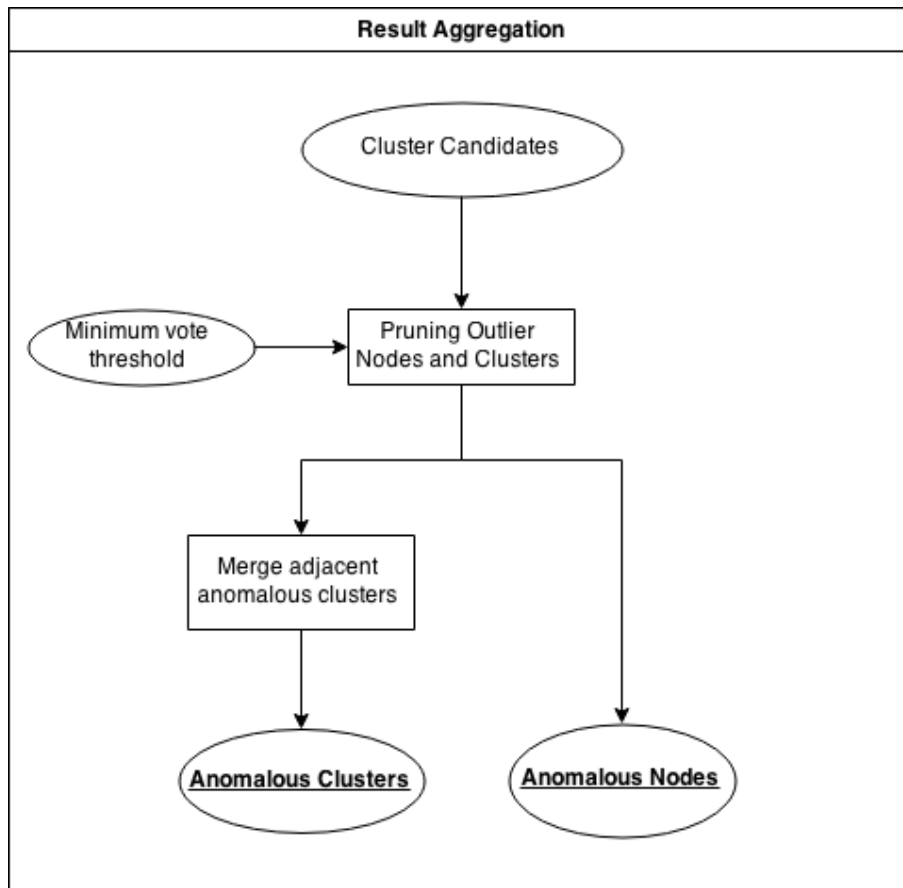 Result Aggregation
Cluster Candidates
Minimum vote
threshold
Pruning Outlier
Nodes and Clusters
Merge adjacent
anomalous clusters
Anomalous Clusters
Anomalous Nodes